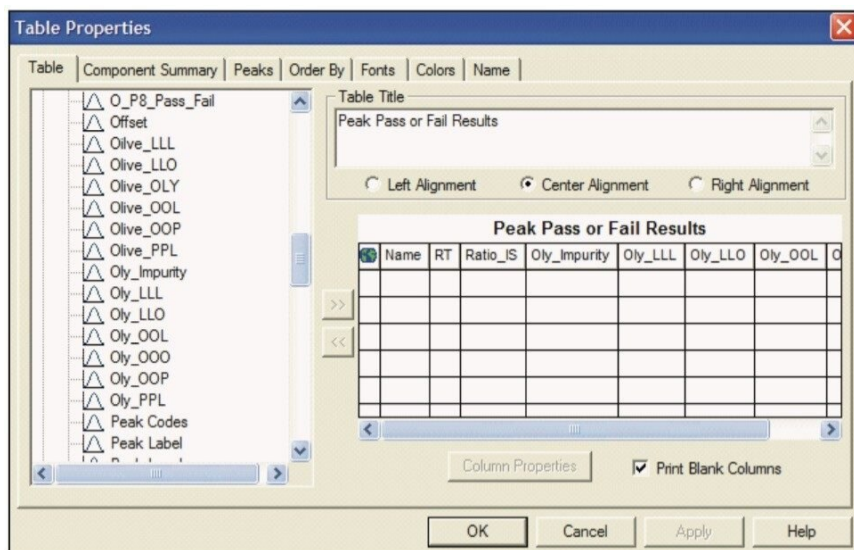 Table Properties
Table
Component Summary
Peaks
Order By
Fonts
Colors
Name
O_P8_Pass_Fail
Offset
Oilve_LLL
Olive_LLO
Olive_OLY
Olive_OOL
Olive_OOP
Olive_PPL
Oly_Impurity
Oly_LLL
Oly_LLO
Oly_OOL
Oly_OOO
Oly_OOP
Oly_PPL
Peak Codes
Peak Label
Table Title
Peak Pass or Fail Results
Left Alignment
Center Alignment
Right Alignment
>>
<<
Peak Pass or Fail Results
Name RT Ratio_IS Oly_Impurity Oly_LLL Oly_LLO Oly_OOL O
Column Properties
Print Blank Columns
OK
Cancel
Apply
Help